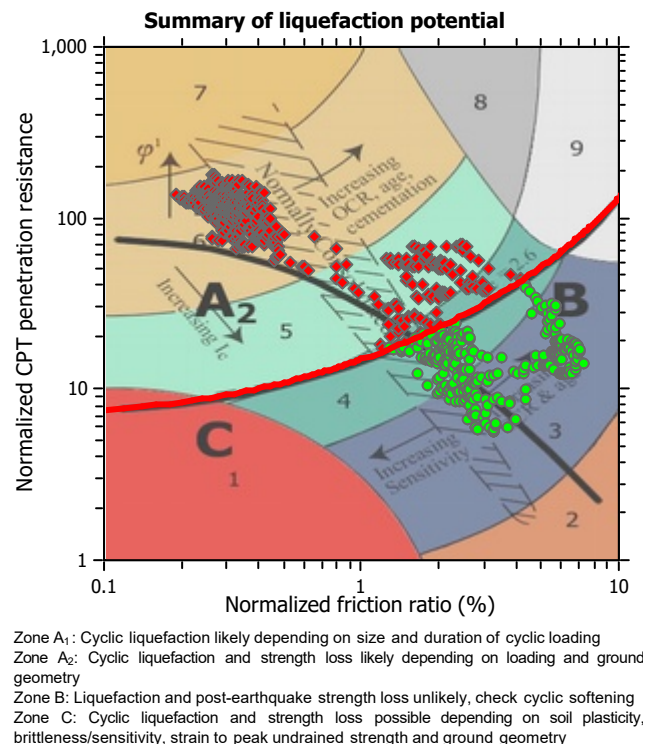 Summary of liquefaction potential
1,000
7
8
9
φ'
Increasing
OCR, age,
cementation
Normally
100
6
A2
Increasing Ic
2.6
B
5
10
4
3
C
Increasing
Sensitivity
1
2
1
0.1
1
10
Normalized CPT penetration resistance
Normalized friction ratio (%)
Zone A1: Cyclic liquefaction likely depending on size and duration of cyclic loading
Zone A2: Cyclic liquefaction and strength loss likely depending on loading and ground
geometry
Zone B: Liquefaction and post-earthquake strength loss unlikely, check cyclic softening
Zone C: Cyclic liquefaction and strength loss possible depending on soil plasticity,
brittleness/sensitivity, strain to peak undrained strength and ground geometry